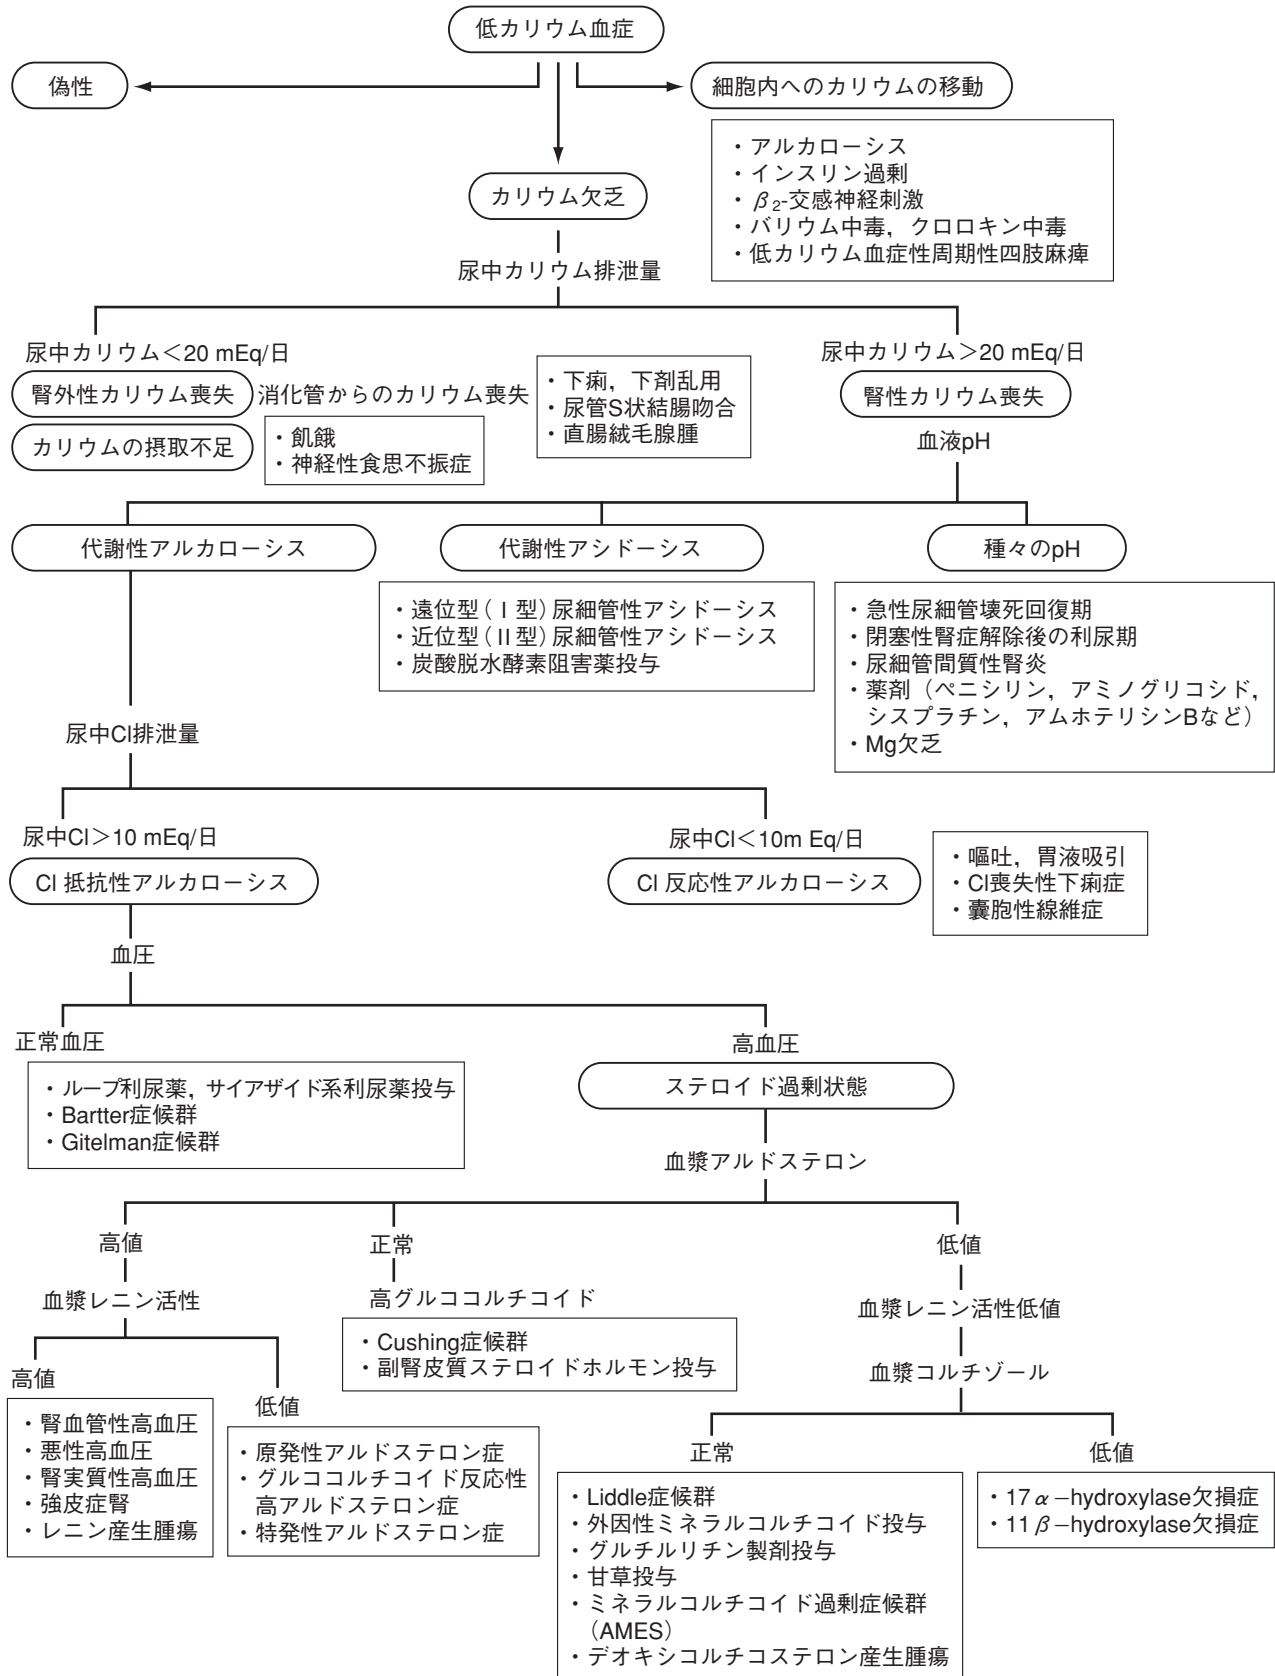 低カリウム血症
偽性
細胞内へのカリウムの移動
・アルカローシス
・インスリン過剰
・β2-交感神経刺激
・バリウム中毒，クロロキン中毒
・低カリウム血症性周期性四肢麻痺
カリウム欠乏
尿中カリウム排泄量
尿中カリウム＜20 mEq/日
腎外性カリウム喪失
消化管からのカリウム喪失
・下痢，下剤乱用
・尿管S状結腸吻合
・直腸絨毛腺腫
カリウムの摂取不足
・飢餓
・神経性食思不振症
尿中カリウム＞20 mEq/日
腎性カリウム喪失
血液pH
代謝性アルカローシス
代謝性アシドーシス
・遠位型（Ⅰ型）尿細管性アシドーシス
・近位型（II型）尿細管性アシドーシス
・炭酸脱水酵素阻害薬投与
種々のpH
・急性尿細管壊死回復期
・閉塞性腎症解除後の利尿期
・尿細管間質性腎炎
・薬剤（ペニシリン，アミノグリコシド，
シスプラチン，アムホテリシンBなど）
・Mg欠乏
尿中Cl排泄量
尿中Cl＞10 mEq/日
Cl 抵抗性アルカローシス
尿中Cl＜10m Eq/日
Cl 反応性アルカローシス
・嘔吐，胃液吸引
・Cl喪失性下痢症
・嚢胞性線維症
血圧
正常血圧
・ループ利尿薬，サイアザイド系利尿薬投与
・Bartter症候群
・Gitelman症候群
高血圧
ステロイド過剰状態
血漿アルドステロン
高値
血漿レニン活性
高値
・腎血管性高血圧
・悪性高血圧
・腎実質性高血圧
・強皮症腎
・レニン産生腫瘍
低値
・原発性アルドステロン症
・グルココルチコイド反応性
高アルドステロン症
・特発性アルドステロン症
正常
高グルココルチコイド
・Cushing症候群
・副腎皮質ステロイドホルモン投与
低値
血漿レニン活性低値
血漿コルチゾール
正常
・Liddle症候群
・外因性ミネラルコルチコイド投与
・グルチルリチン製剤投与
・甘草投与
・ミネラルコルチコイド過剰症候群
（AMES）
・デオキシコルチコステロン産生腫瘍
低値
・17α−hydroxylase欠損症
・11β−hydroxylase欠損症